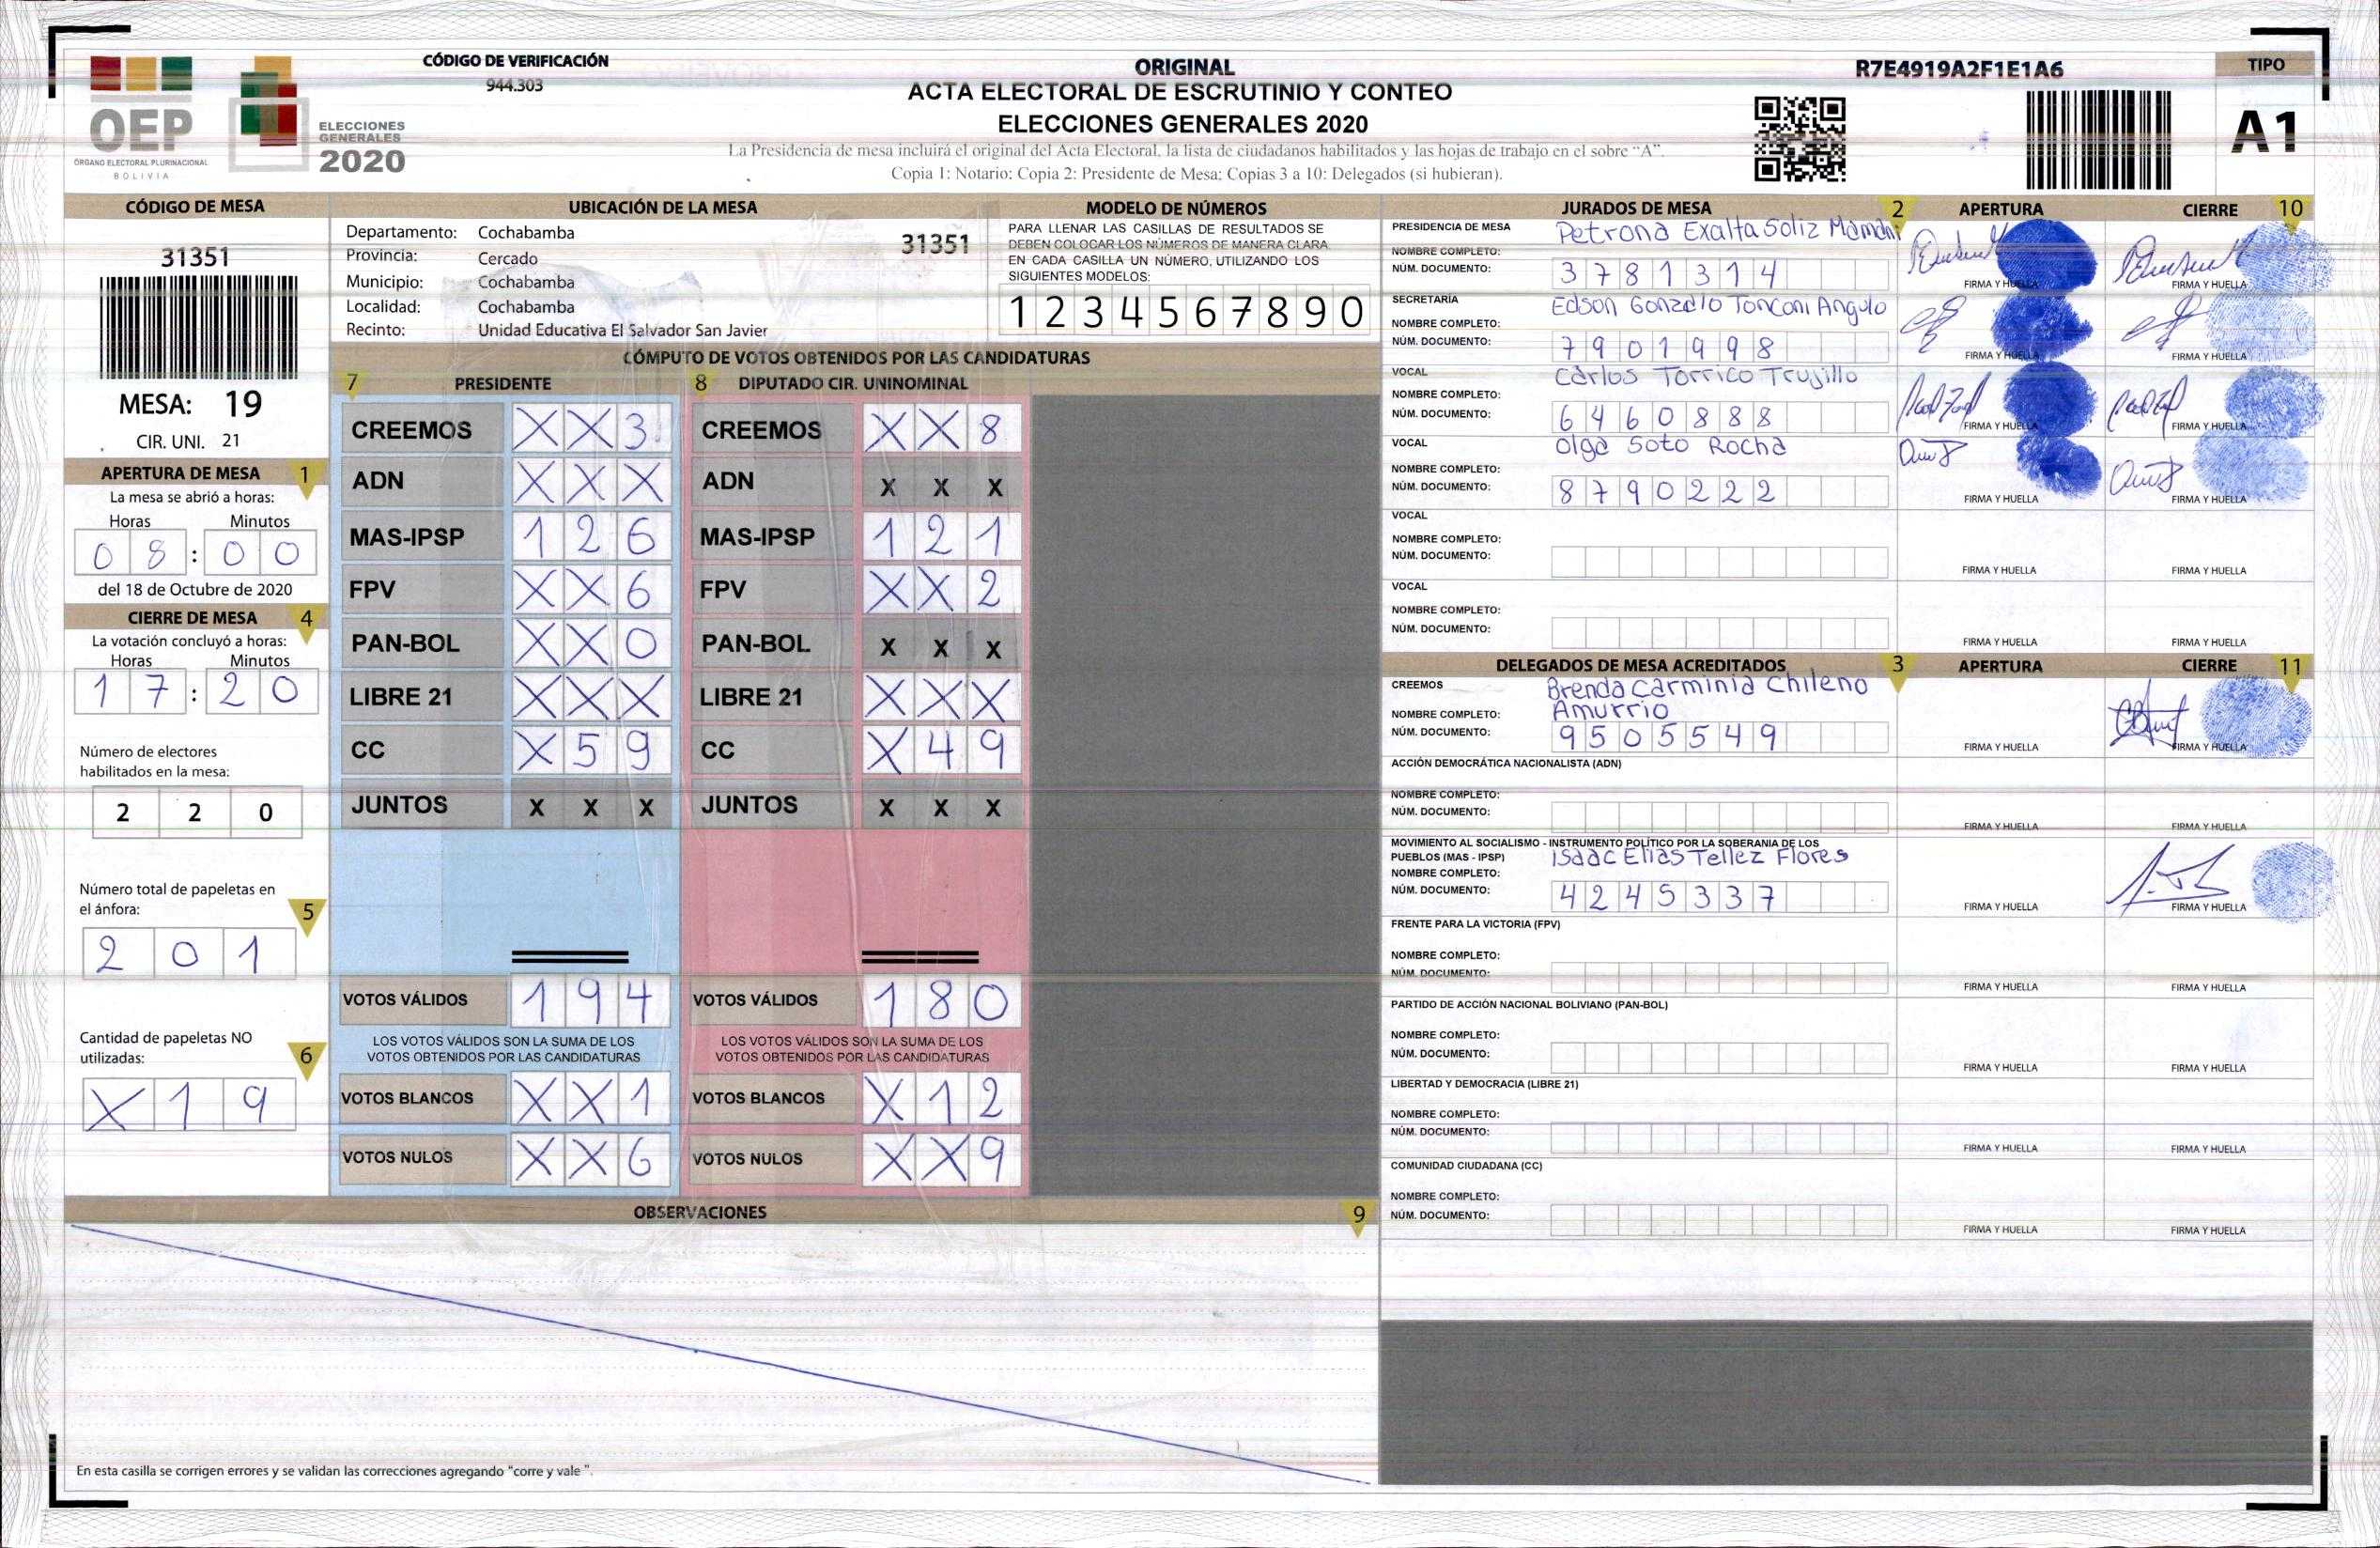 CÓDIGO DE VERIFICACIÓN
944.303
OEP
ÓRGANO ELECTORAL PLURINACIONAL
BOLIVIA
ELECCIONES
GENERALES
2020
ORIGINAL
ACTA ELECTORAL DE ESCRUTINIO Y CONTEO
ELECCIONES GENERALES 2020
La Presidencia de mesa incluirá el original del Acta Electoral, la lista de ciudadanos habilitados y las hojas de trabajo en el sobre "A".
Copia 1: Notario; Copia 2: Presidente de Mesa; Copias 3 a 10: Delegados (si hubieran).
R7E4919A2F1E1A6
TIPO
A1
CÓDIGO DE MESA
31351
MESA: 19
CIR. UNI. 21
APERTURA DE MESA 1
La mesa se abrió a horas:
Horas Minutos
0 8 : 0 0
del 18 de Octubre de 2020
CIERRE DE MESA 4
La votación concluyó a horas:
Horas Minutos
1 7 : 2 0
Número de electores
habilitados en la mesa:
2 2 0
Número total de papeletas en
el ánfora:
5
2 0 1
Cantidad de papeletas NO
utilizadas:
6
X 1 9
UBICACIÓN DE LA MESA
Departamento: Cochabamba
31351
Provincia: Cercado
Municipio: Cochabamba
Localidad: Cochabamba
Recinto: Unidad Educativa El Salvador San Javier
MODELO DE NÚMEROS
PARA LLENAR LAS CASILLAS DE RESULTADOS SE
DEBEN COLOCAR LOS NÚMEROS DE MANERA CLARA
EN CADA CASILLA UN NÚMERO, UTILIZANDO LOS
SIGUIENTES MODELOS:
1 2 3 4 5 6 7 8 9 0
CÓMPUTO DE VOTOS OBTENIDOS POR LAS CANDIDATURAS
7 PRESIDENTE 8 DIPUTADO CIR. UNINOMINAL
CREEMOS X X 3 CREEMOS X X 8
ADN X X X ADN X X X
MAS-IPSP 1 2 6 MAS-IPSP 1 2 1
FPV X X 6 FPV X X 2
PAN-BOL X X 0 PAN-BOL X X X
LIBRE 21 X X X LIBRE 21 X X X
CC X 5 9 CC X 4 9
JUNTOS X X X JUNTOS X X X
VOTOS VÁLIDOS 1 9 4 VOTOS VÁLIDOS 1 8 0
LOS VOTOS VÁLIDOS SON LA SUMA DE LOS LOS VOTOS VÁLIDOS SON LA SUMA DE LOS
VOTOS OBTENIDOS POR LAS CANDIDATURAS VOTOS OBTENIDOS POR LAS CANDIDATURAS
VOTOS BLANCOS X X 1 VOTOS BLANCOS X 1 2
VOTOS NULOS X X 6 VOTOS NULOS X X 9
OBSERVACIONES 9
En esta casilla se corrigen errores y se validan las correcciones agregando "corre y vale ".
JURADOS DE MESA 2 APERTURA CIERRE 10
PRESIDENCIA DE MESA Petrona Exalta Soliz Mamani
NOMBRE COMPLETO:
NÚM. DOCUMENTO: 3 7 8 1 3 1 4
FIRMA Y HUELLA FIRMA Y HUELLA
SECRETARÍA Edson Gonzalo Tonconi Angulo
NOMBRE COMPLETO:
NÚM. DOCUMENTO: 7 9 0 1 9 9 8
FIRMA Y HUELLA FIRMA Y HUELLA
VOCAL Carlos Torrico Trujillo
NOMBRE COMPLETO:
NÚM. DOCUMENTO: 6 4 6 0 8 8 8
FIRMA Y HUELLA FIRMA Y HUELLA
VOCAL Olga Soto Rocha
NOMBRE COMPLETO:
NÚM. DOCUMENTO: 8 7 9 0 2 2 2
FIRMA Y HUELLA FIRMA Y HUELLA
VOCAL
NOMBRE COMPLETO:
NÚM. DOCUMENTO:
FIRMA Y HUELLA FIRMA Y HUELLA
VOCAL
NOMBRE COMPLETO:
NÚM. DOCUMENTO:
FIRMA Y HUELLA FIRMA Y HUELLA
DELEGADOS DE MESA ACREDITADOS 3 APERTURA CIERRE 11
CREEMOS Brenda Carminia Chileno
NOMBRE COMPLETO: Amurrio
NÚM. DOCUMENTO: 9 5 0 5 5 4 9
FIRMA Y HUELLA FIRMA Y HUELLA
ACCIÓN DEMOCRÁTICA NACIONALISTA (ADN)
NOMBRE COMPLETO:
NÚM. DOCUMENTO:
FIRMA Y HUELLA FIRMA Y HUELLA
MOVIMIENTO AL SOCIALISMO - INSTRUMENTO POLÍTICO POR LA SOBERANIA DE LOS
PUEBLOS (MAS - IPSP) Isaac Elias Tellez Flores
NOMBRE COMPLETO:
NÚM. DOCUMENTO: 4 2 4 5 3 3 7
FIRMA Y HUELLA FIRMA Y HUELLA
FRENTE PARA LA VICTORIA (FPV)
NOMBRE COMPLETO:
NÚM. DOCUMENTO:
FIRMA Y HUELLA FIRMA Y HUELLA
PARTIDO DE ACCIÓN NACIONAL BOLIVIANO (PAN-BOL)
NOMBRE COMPLETO:
NÚM. DOCUMENTO:
FIRMA Y HUELLA FIRMA Y HUELLA
LIBERTAD Y DEMOCRACIA (LIBRE 21)
NOMBRE COMPLETO:
NÚM. DOCUMENTO:
FIRMA Y HUELLA FIRMA Y HUELLA
COMUNIDAD CIUDADANA (CC)
NOMBRE COMPLETO:
NÚM. DOCUMENTO:
FIRMA Y HUELLA FIRMA Y HUELLA